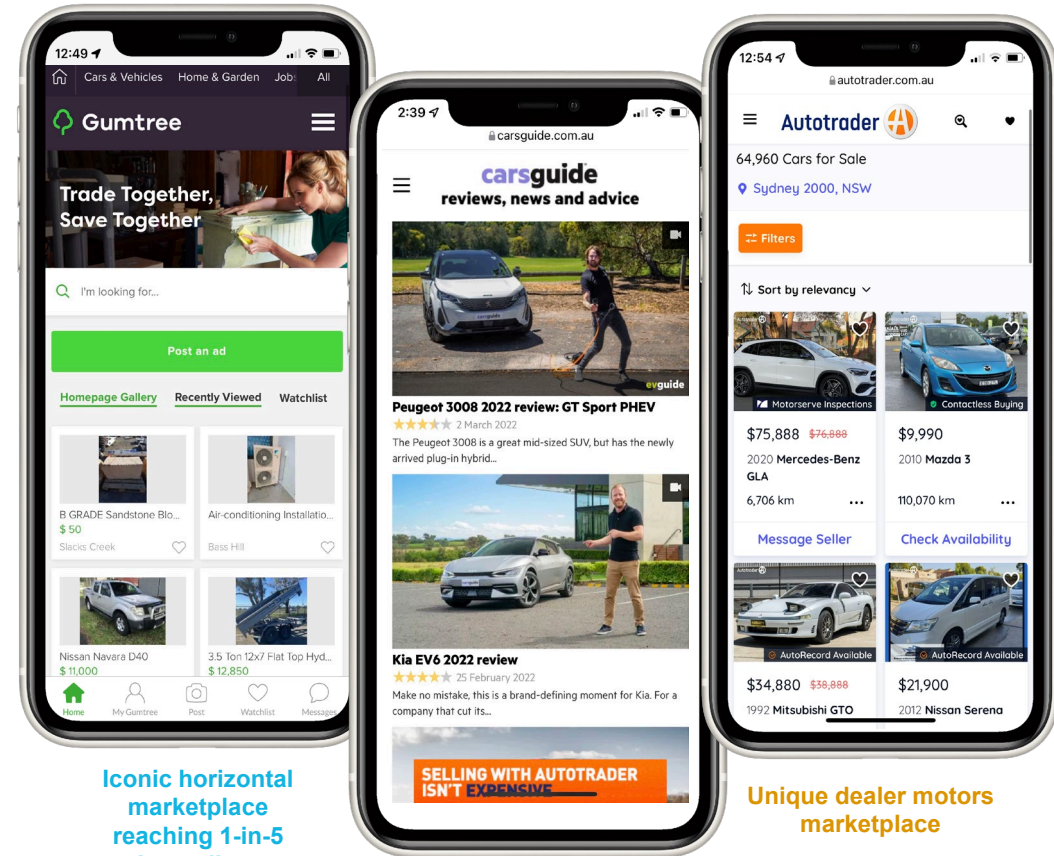 12:49
Cars & Vehicles Home & Garden Job: All
Gumtree
Trade Together,
Save Together
I'm looking for...
Post an ad
Homepage Gallery Recently Viewed Watchlist
B GRADE Sandstone Blo...
$ 50
Slacks Creek
Air-conditioning Installatio...
Bass Hill
Nissan Navara D40
$ 11,000
3.5 Ton 12x7 Flat Top Hyd...
$ 12,850
Home My Gumtree Post Watchlist Messages
Iconic horizontal
marketplace
reaching 1-in-5
2:39
carsguide.com.au
carsguide
reviews, news and advice
carsguide
evguide
Peugeot 3008 2022 review: GT Sport PHEV
2 March 2022
The Peugeot 3008 is a great mid-sized SUV, but has the newly
arrived plug-in hybrid...
Kia EV6 2022 review
25 February 2022
Make no mistake, this is a brand-defining moment for Kia. For a
company that cut its...
SELLING WITH AUTOTRADER
ISN'T EXPENSIVE
12:54
autotrader.com.au
Autotrader
64,960 Cars for Sale
Sydney 2000, NSW
Filters
Sort by relevancy
Autotrader
Motorserve Inspections
$75,888 $76,888
2020 Mercedes-Benz
GLA
6,706 km ...
Message Seller
Contactless Buying
$9,990
2010 Mazda 3
110,070 km ...
Check Availability
Autotrader
AutoRecord Available
$34,880 $38,888
1992 Mitsubishi GTO
AutoRecord Available
$21,900
2012 Nissan Serena
Unique dealer motors
marketplace